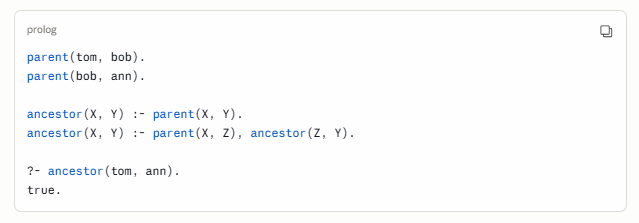 prolog
parent(tom, bob).
parent(bob, ann).
ancestor(X, Y) :- parent(X, Y).
ancestor(X, Y) :- parent(X, Z), ancestor(Z, Y).
?- ancestor(tom, ann).
true.